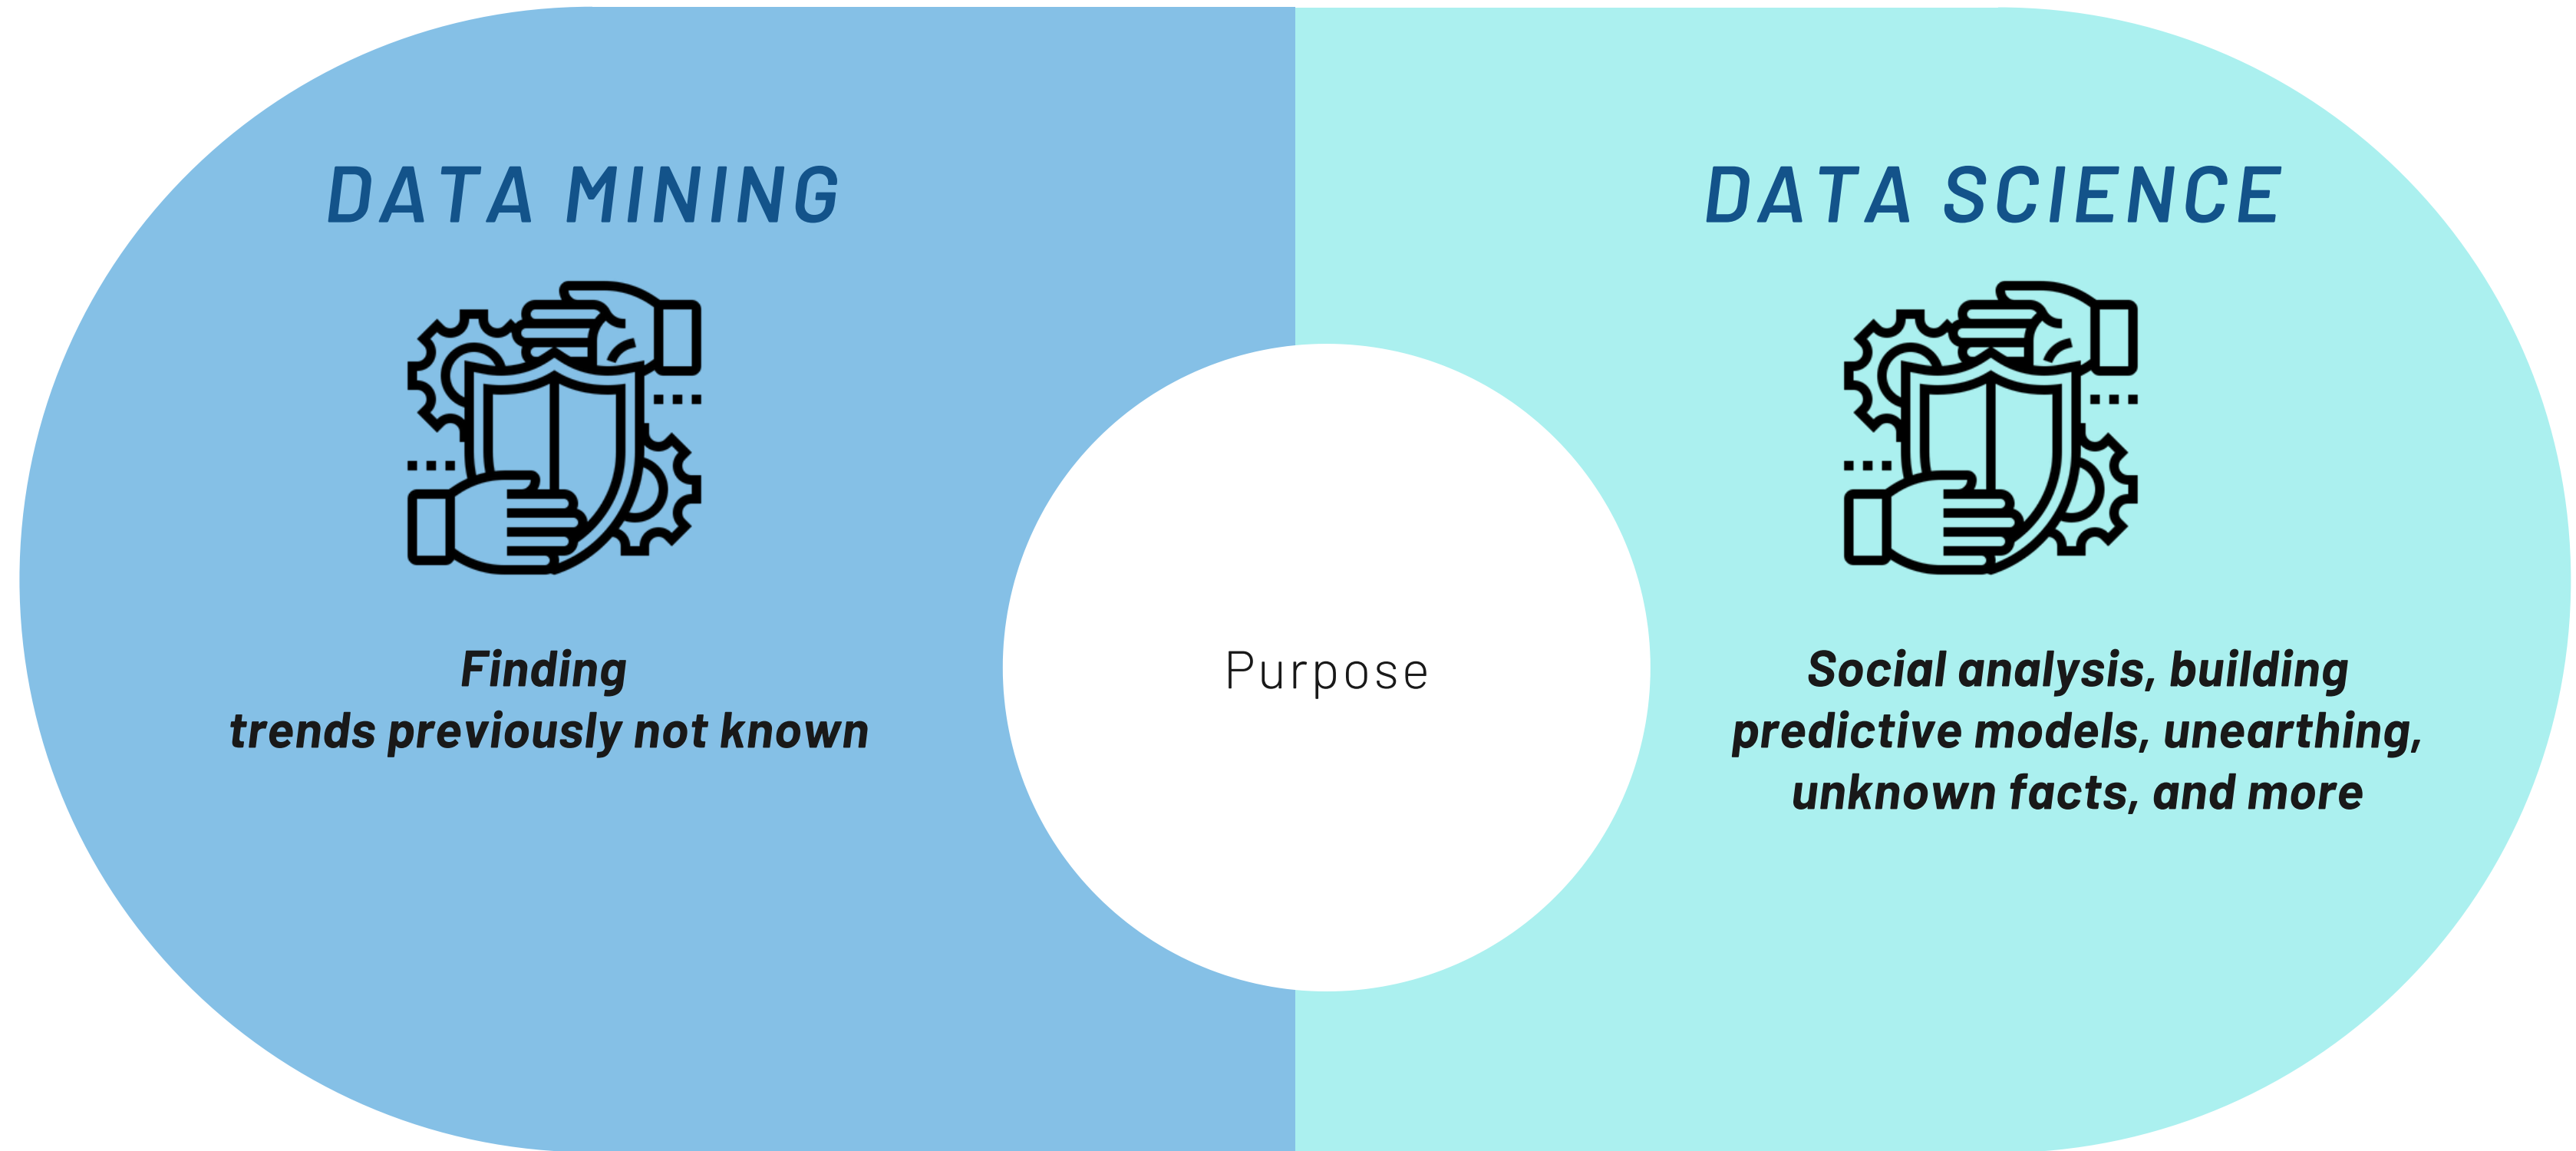 DATA MINING
Finding
trends previously not known
Purpose
DATA SCIENCE
Social analysis, building
predictive models, unearthing,
unknown facts, and more